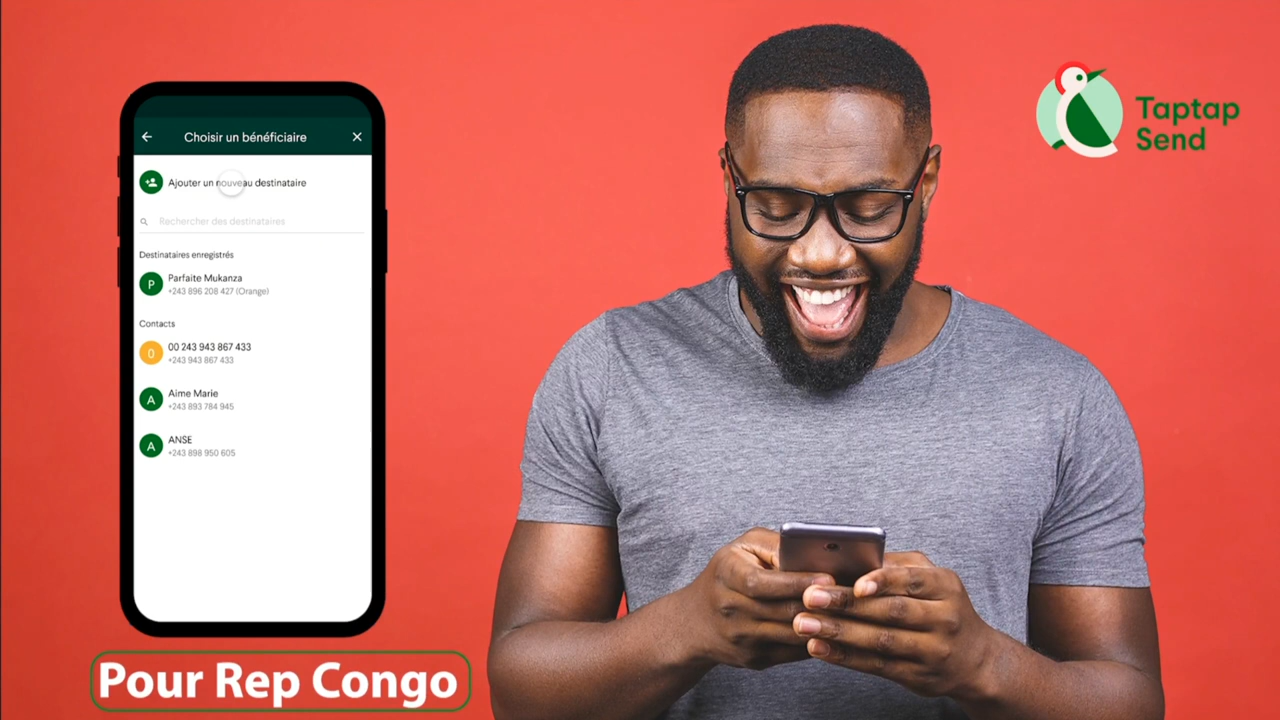 Choisir un bénéficiaire
Ajouter un nouveau destinataire
Rechercher des destinataires
Destinataires enregistrés
P
Parfaite Mukanza
+243 896 208 427 (Orange)
Contacts
0
00 243 943 867 433
+243 943 867 433
A
Aime Marie
+243 893 784 945
A
ANSE
+243 898 950 605
Pour Rep Congo
Taptap
Send